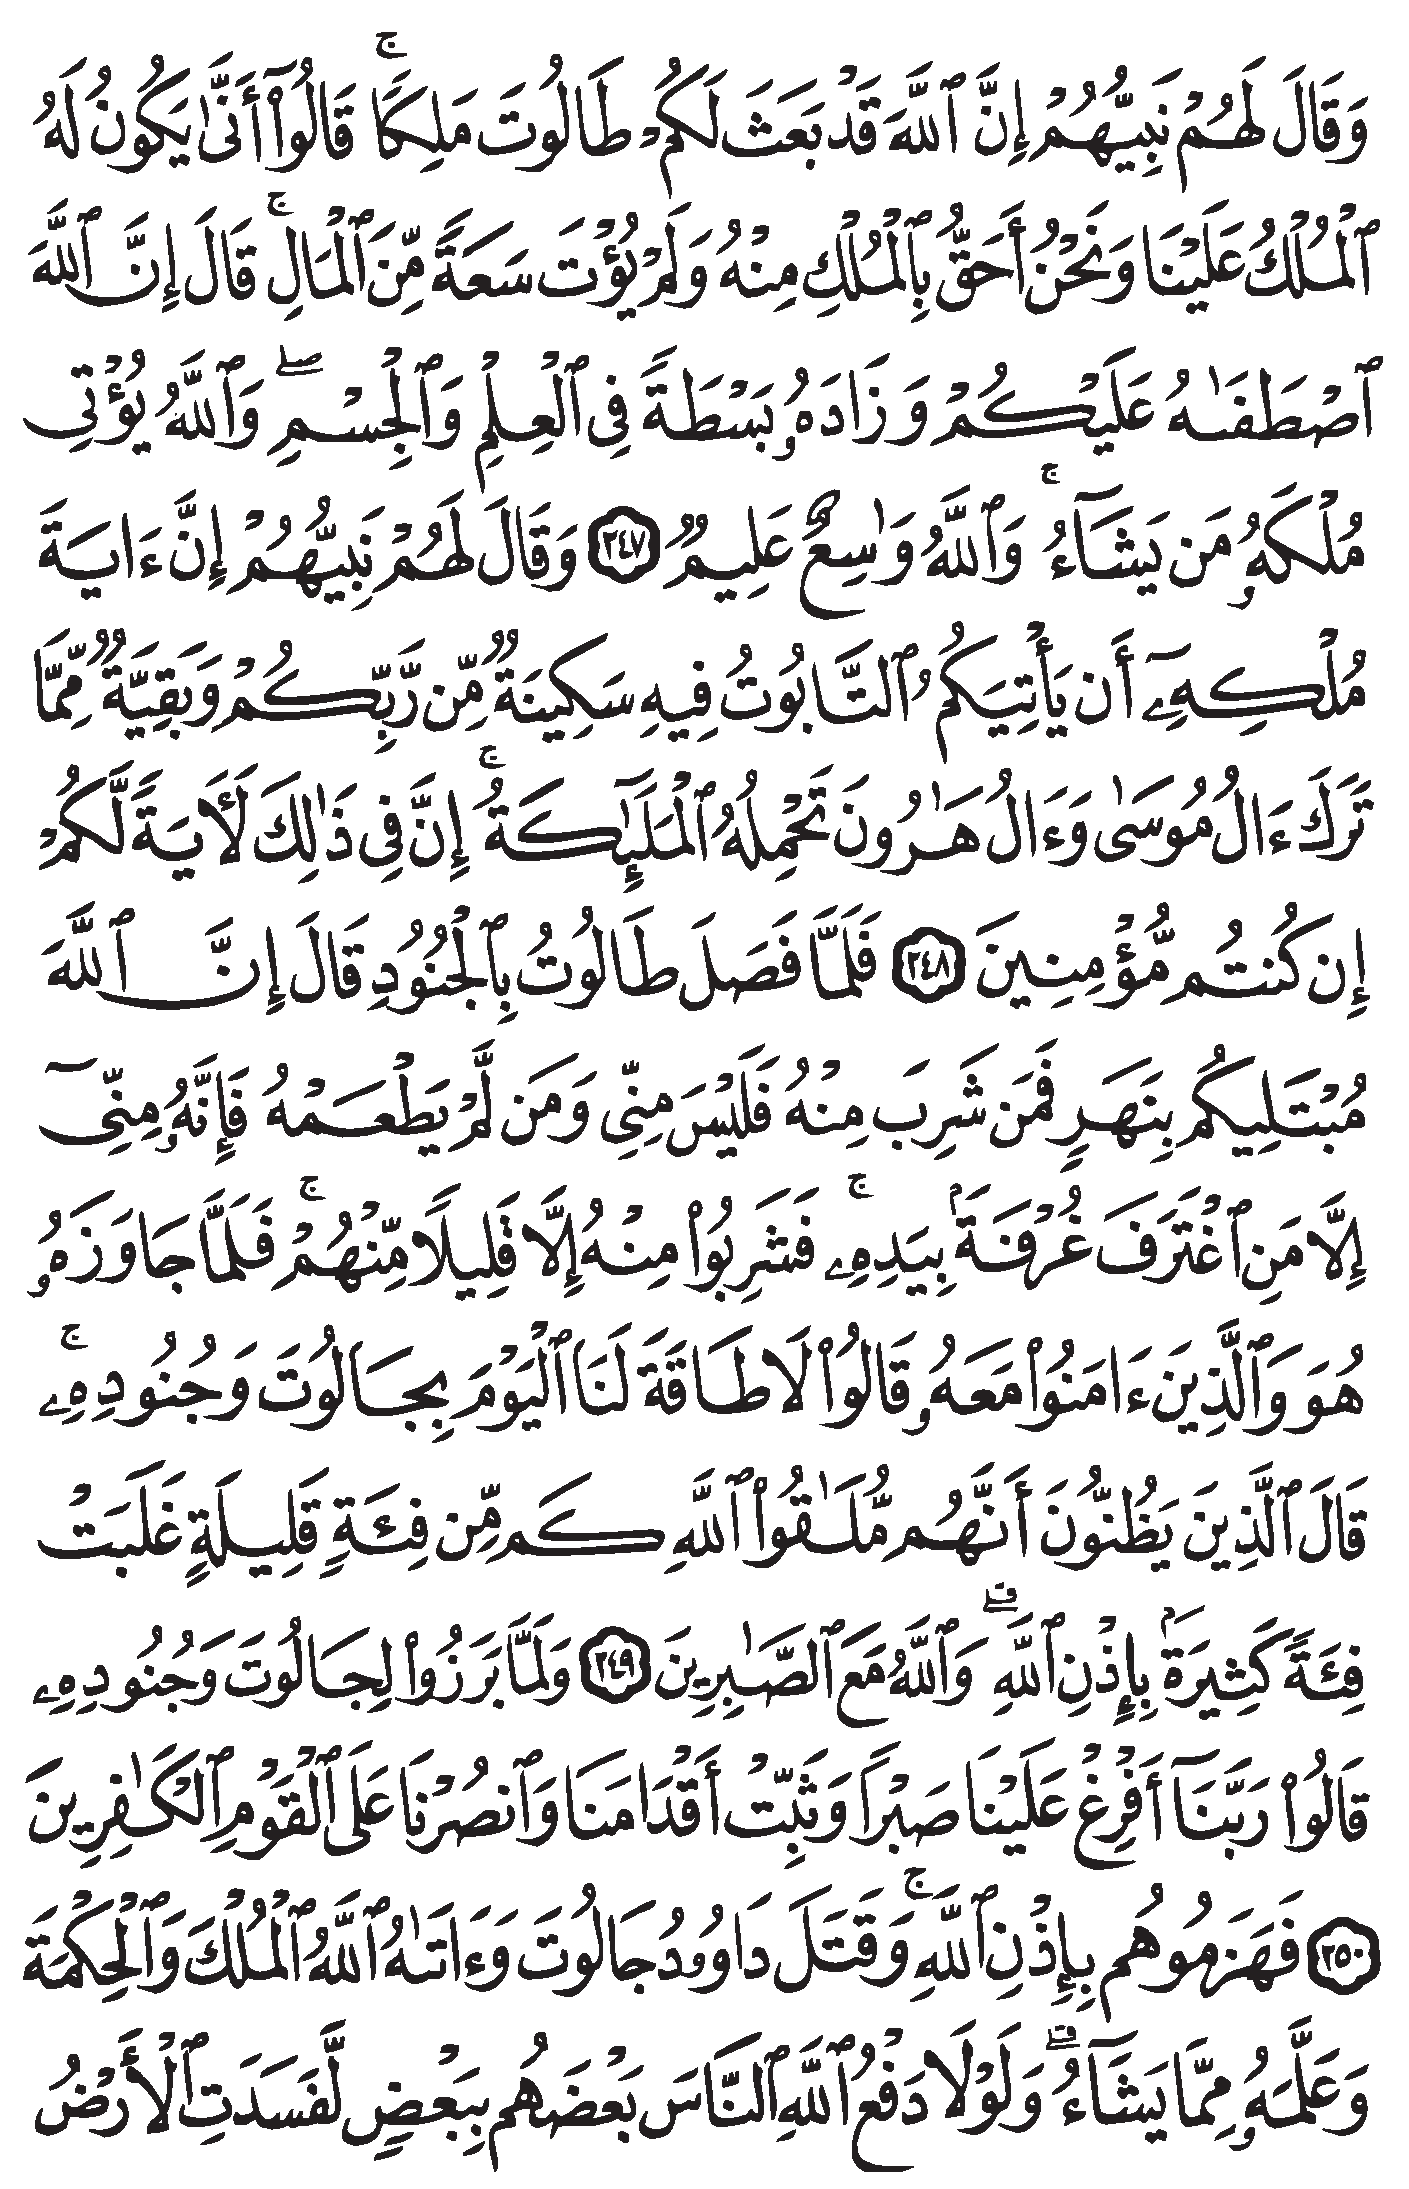 وَقَالَ لَهُمْ نَبِيُّهُمْ إِنَّ ٱللَّهَ قَدْ بَعَثَ لَكُمْ طَالُوتَ مَلِكًا ۚ قَالُوٓا۟ أَنَّىٰ يَكُونُ لَهُ
ٱلْمُلْكُ عَلَيْنَا وَنَحْنُ أَحَقُّ بِٱلْمُلْكِ مِنْهُ وَلَمْ يُؤْتَ سَعَةً مِّنَ ٱلْمَالِ ۚ قَالَ إِنَّ ٱللَّهَ
ٱصْطَفَىٰهُ عَلَيْكُمْ وَزَادَهُۥ بَسْطَةً فِى ٱلْعِلْمِ وَٱلْجِسْمِ ۖ وَٱللَّهُ يُؤْتِى
مُلْكَهُۥ مَن يَشَآءُ ۚ وَٱللَّهُ وَٰسِعٌ عَلِيمٌ ٢٤٧ وَقَالَ لَهُمْ نَبِيُّهُمْ إِنَّ ءَايَةَ
مُلْكِهِۦٓ أَن يَأْتِيَكُمُ ٱلتَّابُوتُ فِيهِ سَكِينَةٌ مِّن رَّبِّكُمْ وَبَقِيَّةٌ مِّمَّا
تَرَكَ ءَالُ مُوسَىٰ وَءَالُ هَٰرُونَ تَحْمِلُهُ ٱلْمَلَٰٓئِكَةُ ۚ إِنَّ فِى ذَٰلِكَ لَـَٔايَةً لَّكُمْ
إِن كُنتُم مُّؤْمِنِينَ ٢٤٨ فَلَمَّا فَصَلَ طَالُوتُ بِٱلْجُنُودِ قَالَ إِنَّ ٱللَّهَ
مُبْتَلِيكُم بِنَهَرٍ فَمَن شَرِبَ مِنْهُ فَلَيْسَ مِنِّى وَمَن لَّمْ يَطْعَمْهُ فَإِنَّهُۥ مِنِّىٓ
إِلَّا مَنِ ٱغْتَرَفَ غُرْفَةًۢ بِيَدِهِۦ ۚ فَشَرِبُوا۟ مِنْهُ إِلَّا قَلِيلًا مِّنْهُمْ ۚ فَلَمَّا جَاوَزَهُۥ
هُوَ وَٱلَّذِينَ ءَامَنُوا۟ مَعَهُۥ قَالُوا۟ لَا طَاقَةَ لَنَا ٱلْيَوْمَ بِجَالُوتَ وَجُنُودِهِۦ ۚ
قَالَ ٱلَّذِينَ يَظُنُّونَ أَنَّهُم مُّلَٰقُوا۟ ٱللَّهِ كَم مِّن فِئَةٍ قَلِيلَةٍ غَلَبَتْ
فِئَةً كَثِيرَةًۢ بِإِذْنِ ٱللَّهِ ۗ وَٱللَّهُ مَعَ ٱلصَّٰبِرِينَ ٢٤٩ وَلَمَّا بَرَزُوا۟ لِجَالُوتَ وَجُنُودِهِۦ
قَالُوا۟ رَبَّنَآ أَفْرِغْ عَلَيْنَا صَبْرًا وَثَبِّتْ أَقْدَامَنَا وَٱنصُرْنَا عَلَى ٱلْقَوْمِ ٱلْكَٰفِرِينَ
٢٥٠ فَهَزَمُوهُم بِإِذْنِ ٱللَّهِ ۚ وَقَتَلَ دَاوُۥدُ جَالُوتَ وَءَاتَىٰهُ ٱللَّهُ ٱلْمُلْكَ وَٱلْحِكْمَةَ
وَعَلَّمَهُۥ مِمَّا يَشَآءُ ۗ وَلَوْلَا دَفْعُ ٱللَّهِ ٱلنَّاسَ بَعْضَهُم بِبَعْضٍ لَّفَسَدَتِ ٱلْأَرْضُ